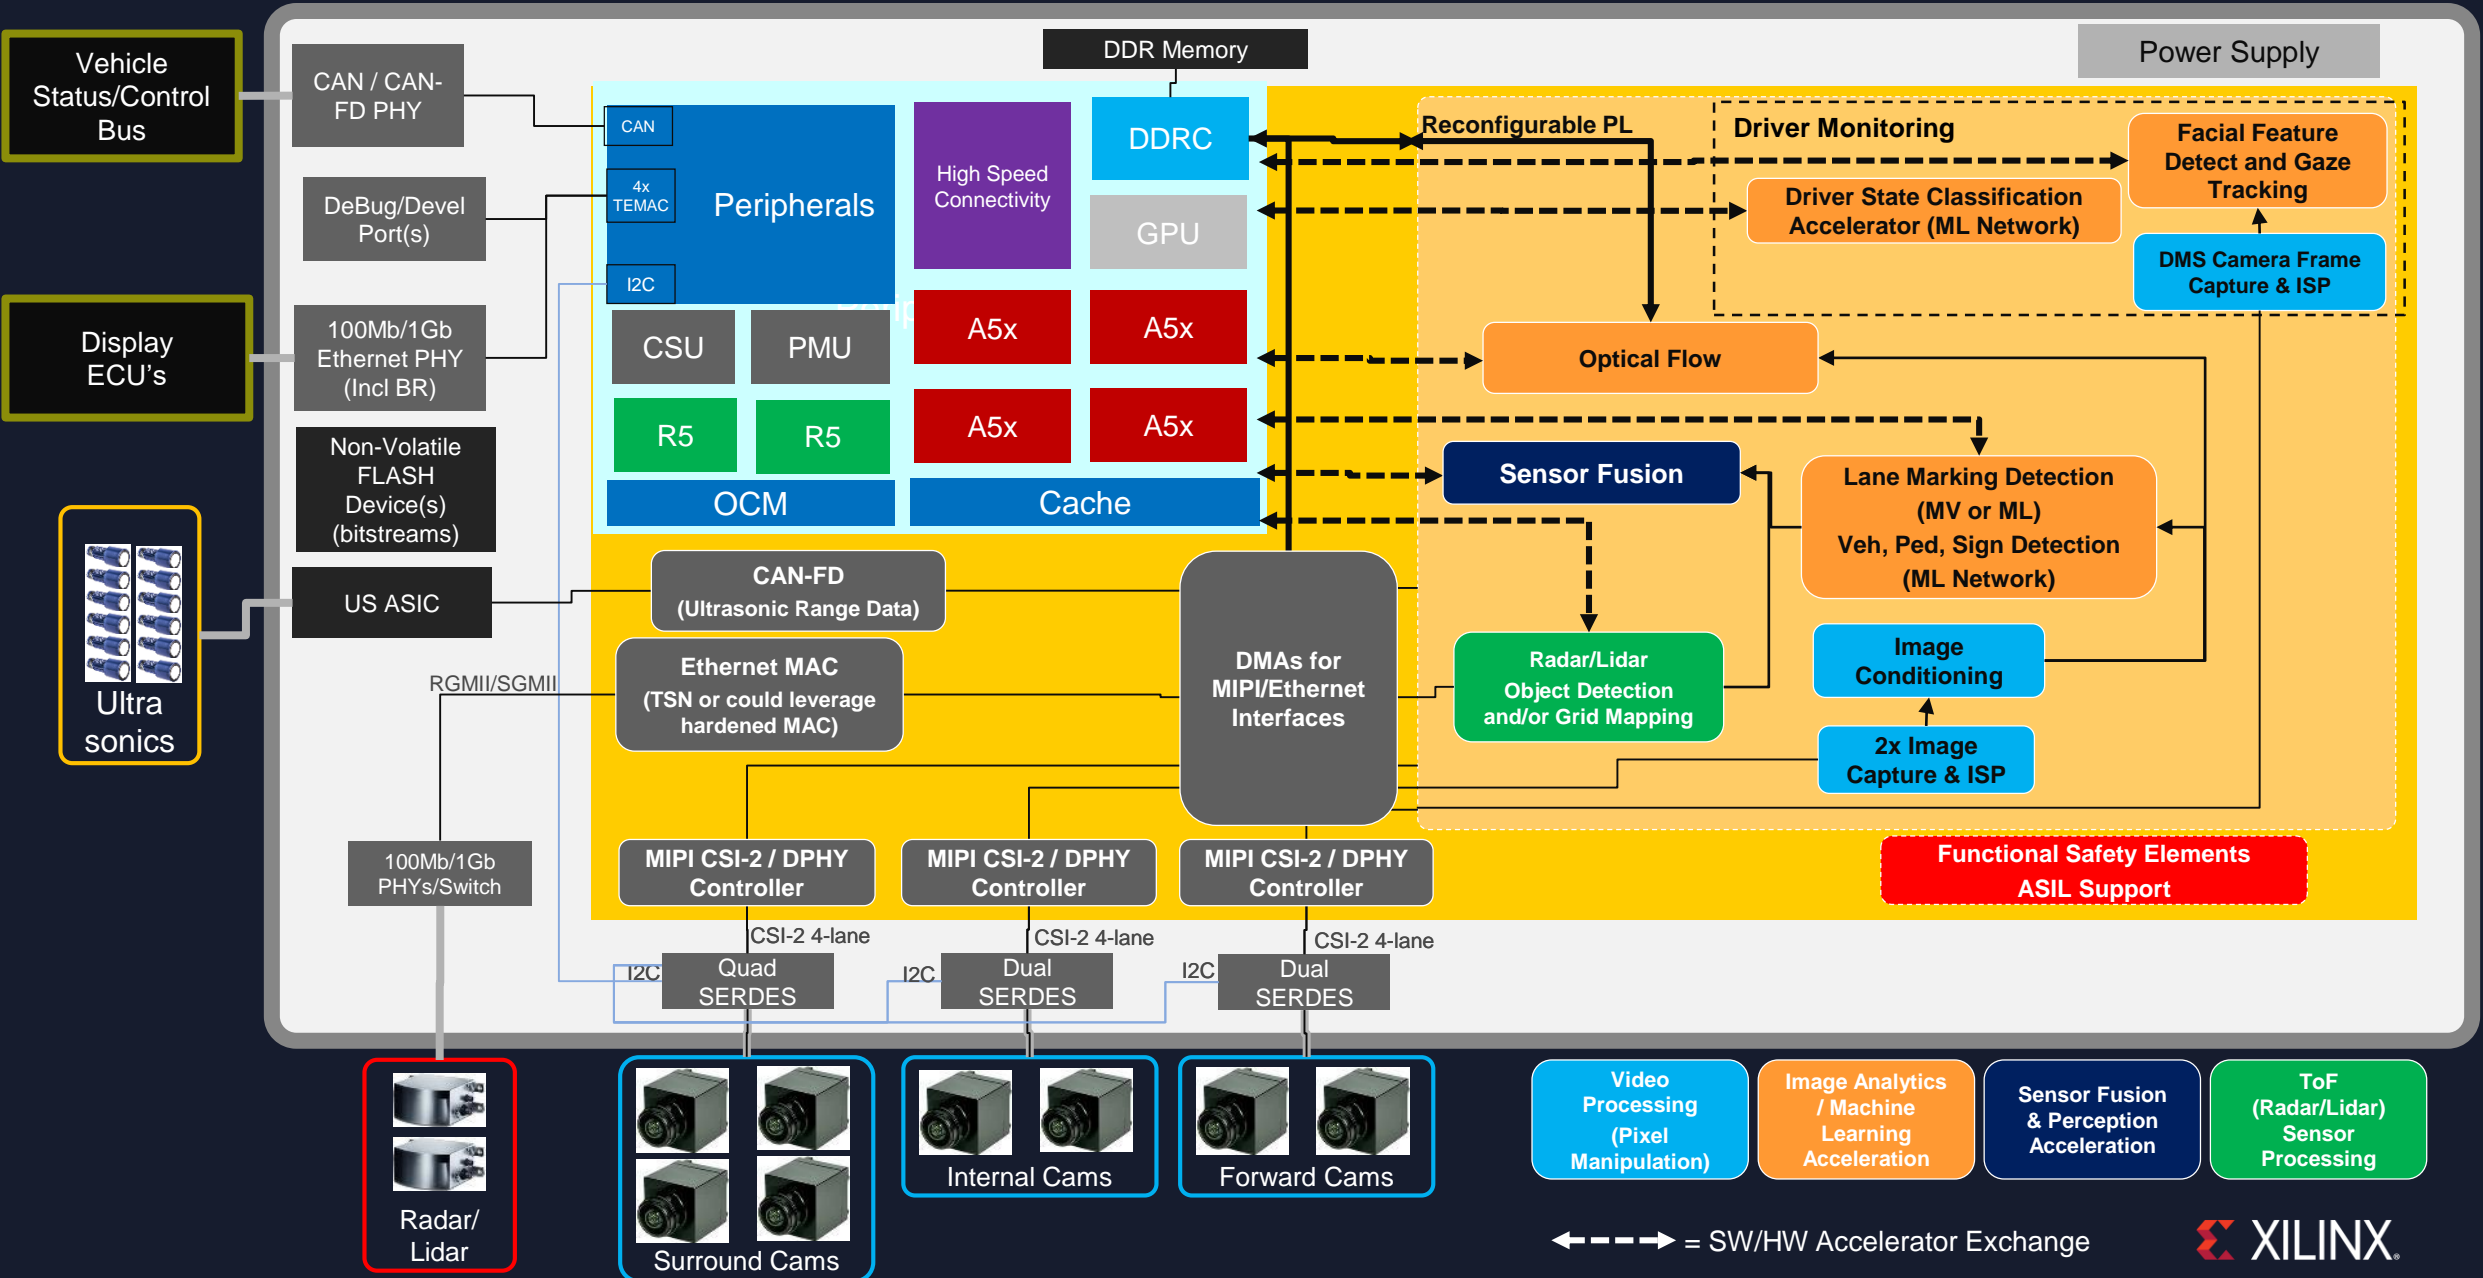 Vehicle
Status/Control
Bus
CAN / CAN-
FD PHY
DeBug/Devel
Port(s)
Display
ECU's
100Mb/1Gb
Ethernet PHY
(Incl BR)
Non-Volatile
FLASH
Device(s)
(bitstreams)
US ASIC
Ultra
sonics
DDR Memory
Power Supply
CAN
4x
TEMAC
I2C
Peripherals
High Speed
Connectivity
DDRC
GPU
CSU
PMU
A5x
A5x
R5
R5
A5x
A5x
OCM
Cache
Reconfigurable PL
Driver Monitoring
Facial Feature
Detect and Gaze
Tracking
Driver State Classification
Accelerator (ML Network)
DMS Camera Frame
Capture & ISP
Optical Flow
Sensor Fusion
Lane Marking Detection
(MV or ML)
Veh, Ped, Sign Detection
(ML Network)
CAN-FD
(Ultrasonic Range Data)
Ethernet MAC
(TSN or could leverage
hardened MAC)
RGMII/SGMII
DMAs for
MIPI/Ethernet
Interfaces
Radar/Lidar
Object Detection
and/or Grid Mapping
Image
Conditioning
2x Image
Capture & ISP
100Mb/1Gb
PHYs/Switch
MIPI CSI-2 / DPHY
Controller
MIPI CSI-2 / DPHY
Controller
MIPI CSI-2 / DPHY
Controller
Functional Safety Elements
ASIL Support
CSI-2 4-lane
CSI-2 4-lane
CSI-2 4-lane
I2C
Quad
SERDES
I2C
Dual
SERDES
I2C
Dual
SERDES
Radar/
Lidar
Surround Cams
Internal Cams
Forward Cams
Video
Processing
(Pixel
Manipulation)
Image Analytics
/ Machine
Learning
Acceleration
Sensor Fusion
& Perception
Acceleration
ToF
(Radar/Lidar)
Sensor
Processing
= SW/HW Accelerator Exchange
XILINX.